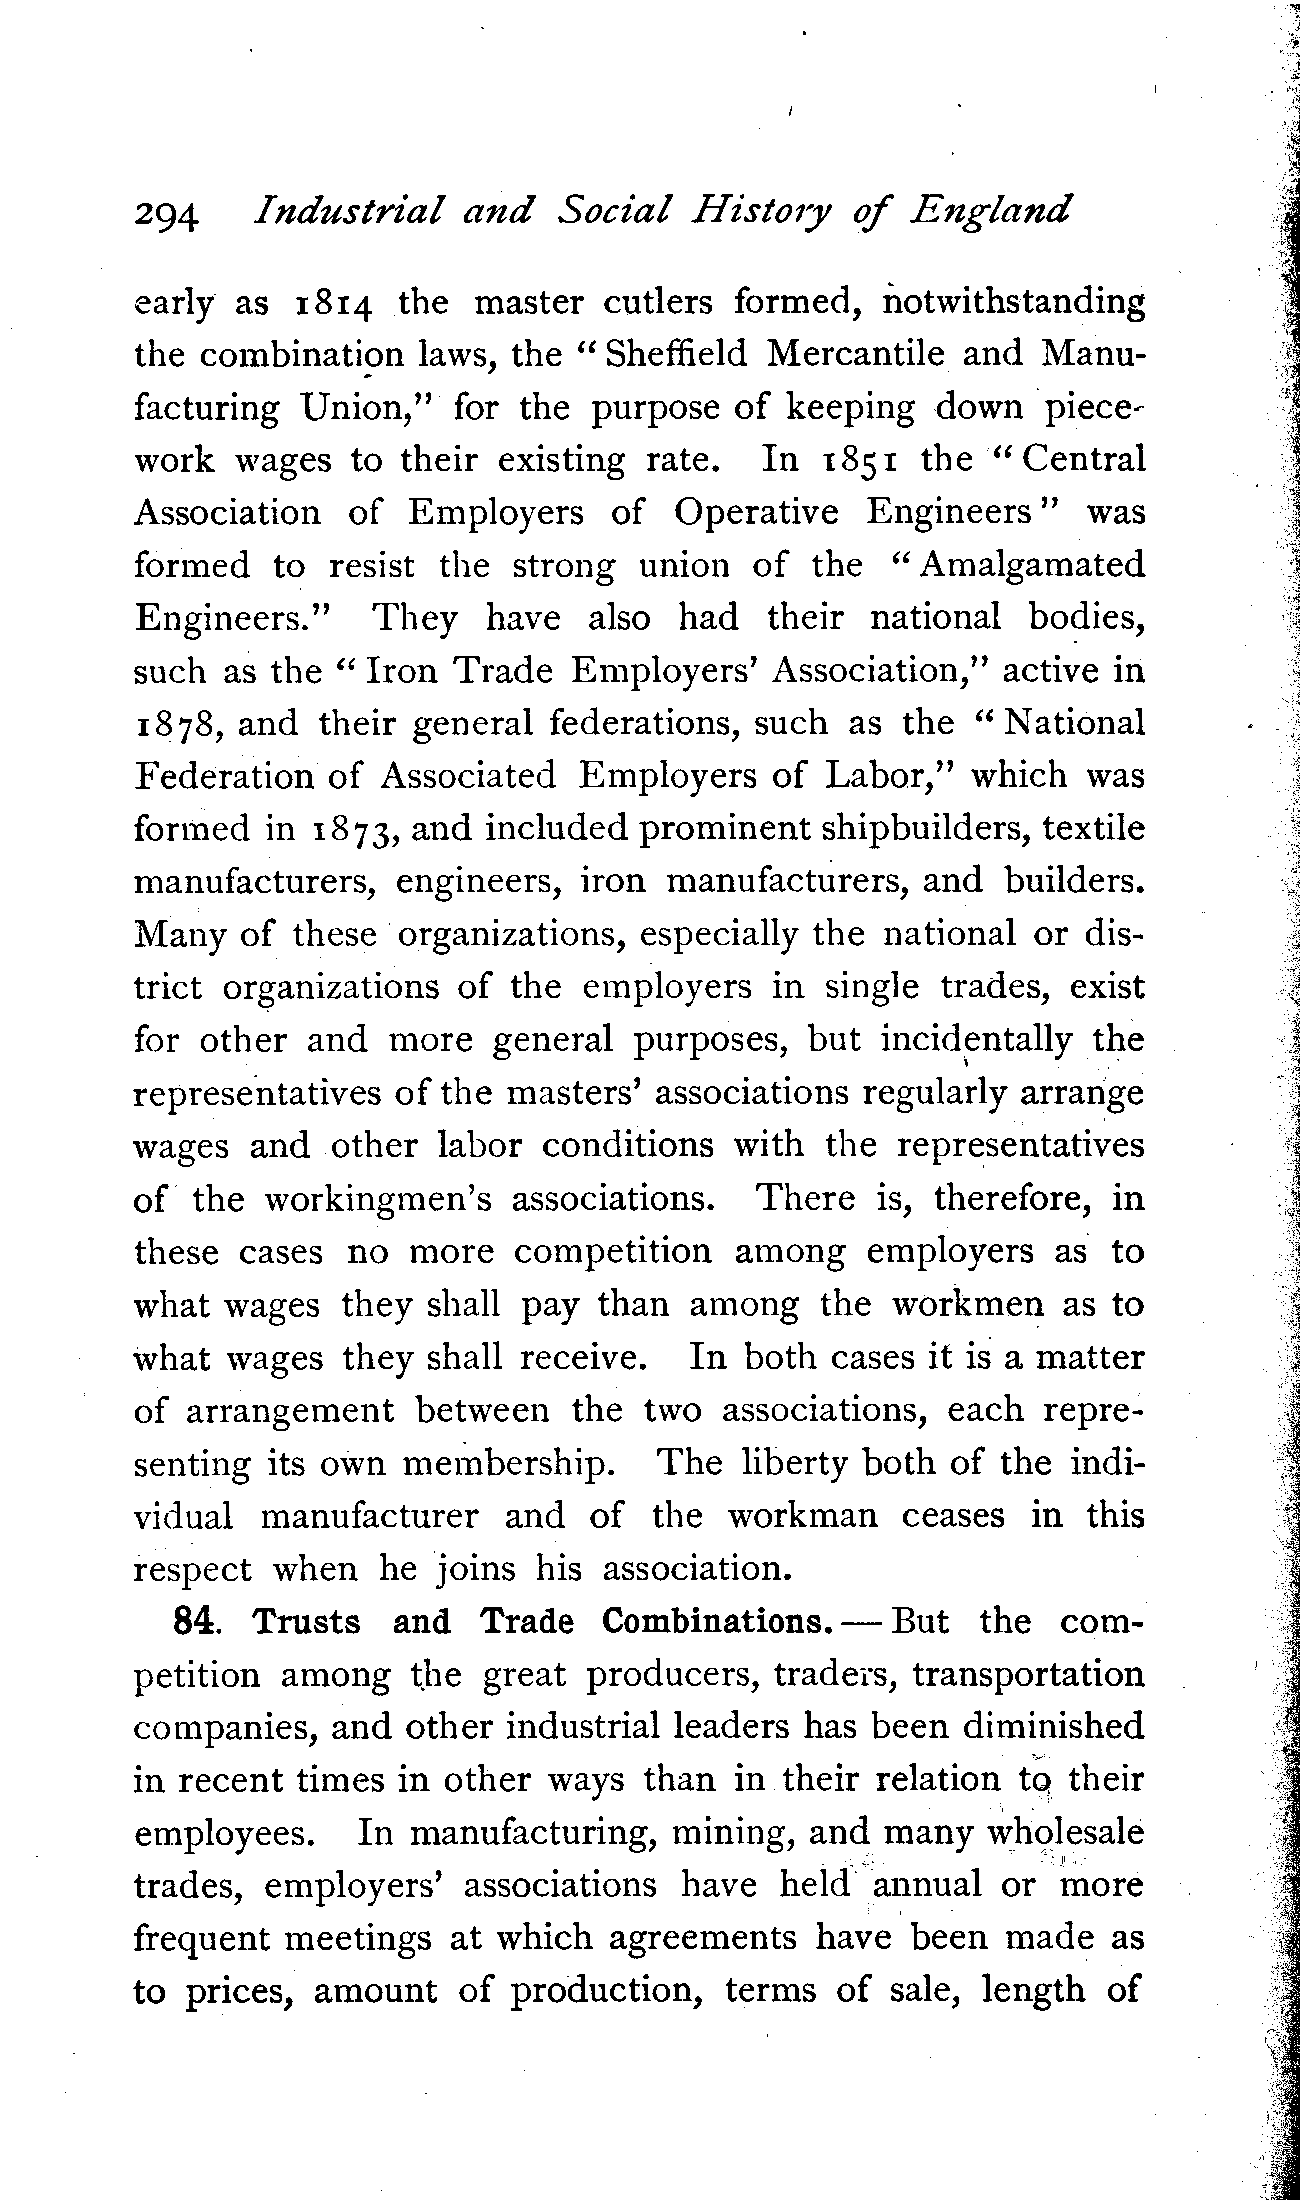 294 Industrial and Social History of England
early as 1814 the master cutlers formed, notwithstanding
the combination laws, the “ Sheffield Mercantile and Manu-
facturing Union,” for the purpose of keeping down piece-
work wages to their existing rate. In 1851 the “ Central
Association of Employers of Operative Engineers ” was
formed to resist the strong union of the “ Amalgamated
Engineers.” They have also had their national bodies,
such as the “ Iron Trade Employers’ Association,” active in
1878, and their general federations, such as the “ National
Federation of Associated Employers of Labor,” which was
formed in 1873, and included prominent shipbuilders, textile
manufacturers, engineers, iron manufacturers, and builders.
Many of these organizations, especially the national or dis-
trict organizations of the employers in single trades, exist
for other and more general purposes, but incidentally the
representatives of the masters’ associations regularly arrange
wages and other labor conditions with the representatives
of the workingmen’s associations. There is, therefore, in
these cases no more competition among employers as to
what wages they shall pay than among the workmen as to
what wages they shall receive. In both cases it is a matter
of arrangement between the two associations, each repre-
senting its own membership. The liberty both of the indi-
vidual manufacturer and of the workman ceases in this
respect when he joins his association.
84. Trusts and Trade Combinations. — But the com-
petition among the great producers, traders, transportation
companies, and other industrial leaders has been diminished
in recent times in other ways than in their relation to their
employees. In manufacturing, mining, and many wholesale
trades, employers’ associations have held annual or more
frequent meetings at which agreements have been made as
to prices, amount of production, terms of sale, length of